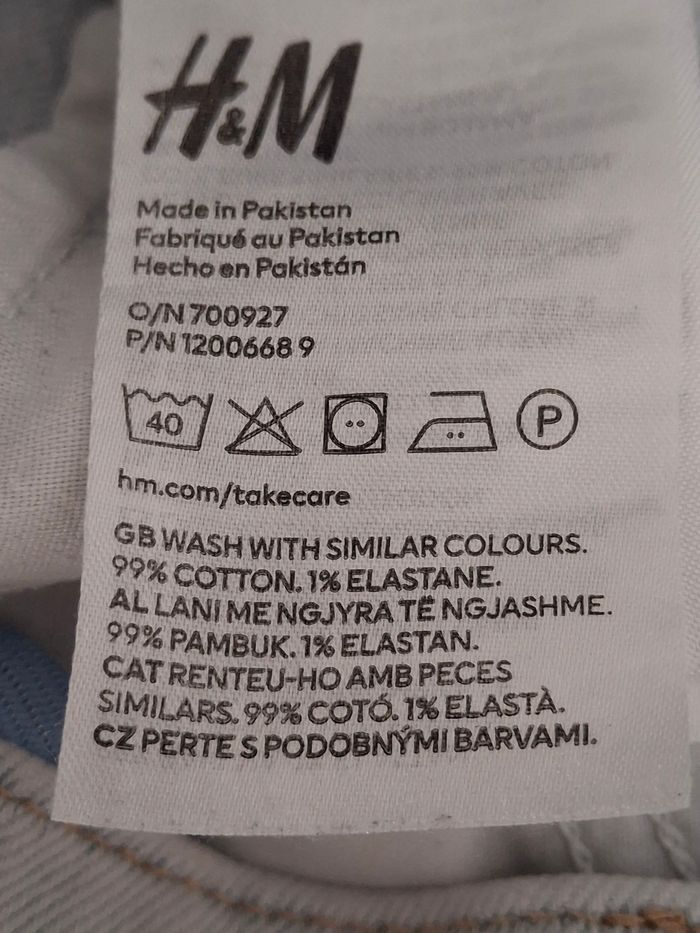 H&M
Made in Pakistan
Fabriqué au Pakistan
Hecho en Pakistán
O/N 700927
P/N 1200668 9
40
P
hm.com/takecare
GB WASH WITH SIMILAR COLOURS.
99% COTTON. 1% ELASTANE.
AL LANI ME NGJYRA TË NGJASHME.
99% PAMBUK. 1% ELASTAN.
CAT RENTEU-HO AMB PECES
SIMILARS. 99% COTÓ. 1% ELASTÀ.
CZ PERTE S PODOBNÝMI BARVAMI.